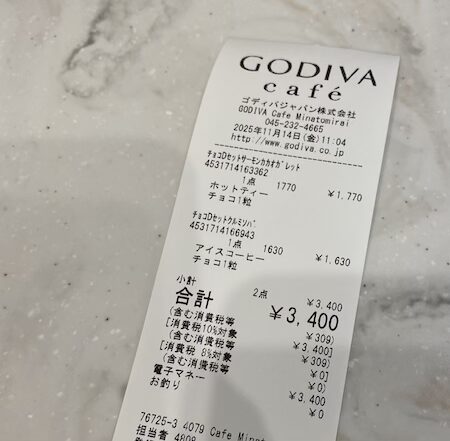 GODIVA
café
ゴディバジャパン株式会社
GODIVA Cafe Minatomirai
045-232-4665
2025年11月14日(金)11:04
http://www.godiva.co.jp
チョコDセットサーモンカカオガレット
4531714163362
1点 1770 ¥1,770
ホットティー
チョコ1粒
チョコDセットクルミソバ
4531714166943
1点 1630 ¥1,630
アイスコーヒー
チョコ1粒
小計 2点 ¥3,400
合計 ¥3,400
(含む消費税等 ¥309)
[消費税10%対象 ¥3,400]
(含む消費税等 ¥309)
[消費税 8%対象 ¥0]
(含む消費税等 ¥0)
電子マネー ¥3,400
お釣り ¥0
76725-3 4079 Cafe Minat
担当者 4808